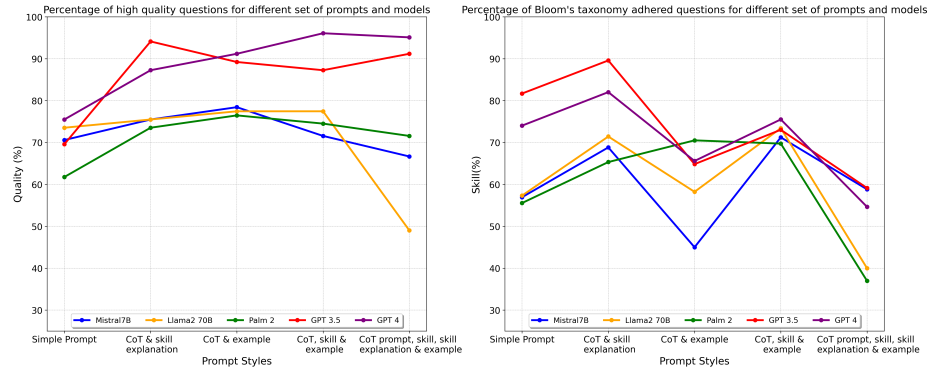 Percentage of high quality questions for different set of prompts and models
100
90
80
70
60
50
40
30
Quality (%)
Mistral7B Llama2 70B Palm 2 GPT 3.5 GPT 4
Simple Prompt
CoT & skill
explanation
CoT & example
CoT, skill &
example
CoT prompt, skill, skill
explanation & example
Prompt Styles
Percentage of Bloom's taxonomy adhered questions for different set of prompts and models
100
90
80
70
60
50
40
30
Skill(%)
Mistral7B Llama2 70B Palm 2 GPT 3.5 GPT 4
Simple Prompt
CoT & skill
explanation
CoT & example
CoT, skill &
example
CoT prompt, skill, skill
explanation & example
Prompt Styles